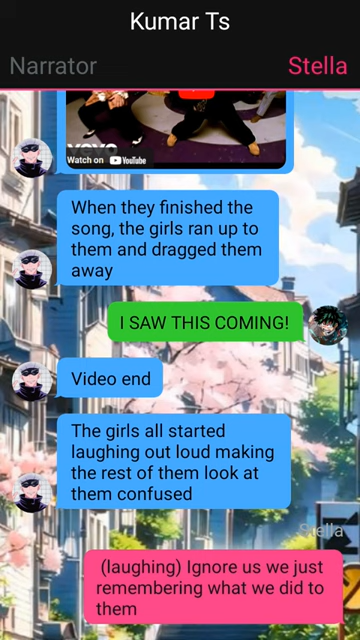 Kumar Ts
Narrator
Stella
vevo
Watch on YouTube
When they finished the
song, the girls ran up to
them and dragged them
away
I SAW THIS COMING!
Video end
The girls all started
laughing out loud making
the rest of them look at
them confused
Stella
(laughing) Ignore us we just
remembering what we did to
them